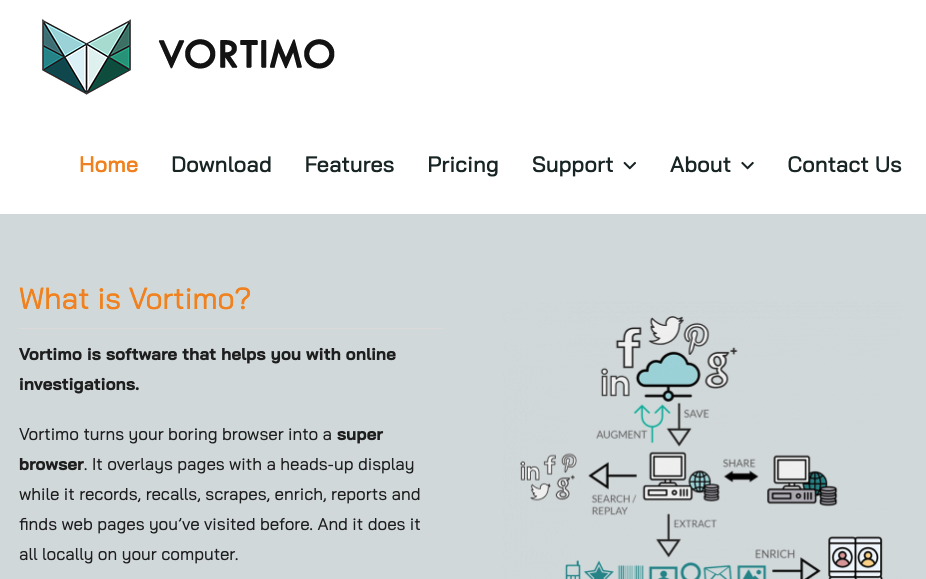 VORTIMO
Home Download Features Pricing Support About Contact Us
What is Vortimo?
Vortimo is software that helps you with online
investigations.
Vortimo turns your boring browser into a super
browser. It overlays pages with a heads-up display
while it records, recalls, scrapes, enrich, reports and
finds web pages you’ve visited before. And it does it
all locally on your computer.
f
in
g+
SAVE
AUGMENT
in f
g+
SHARE
SEARCH /
REPLAY
EXTRACT
ENRICH